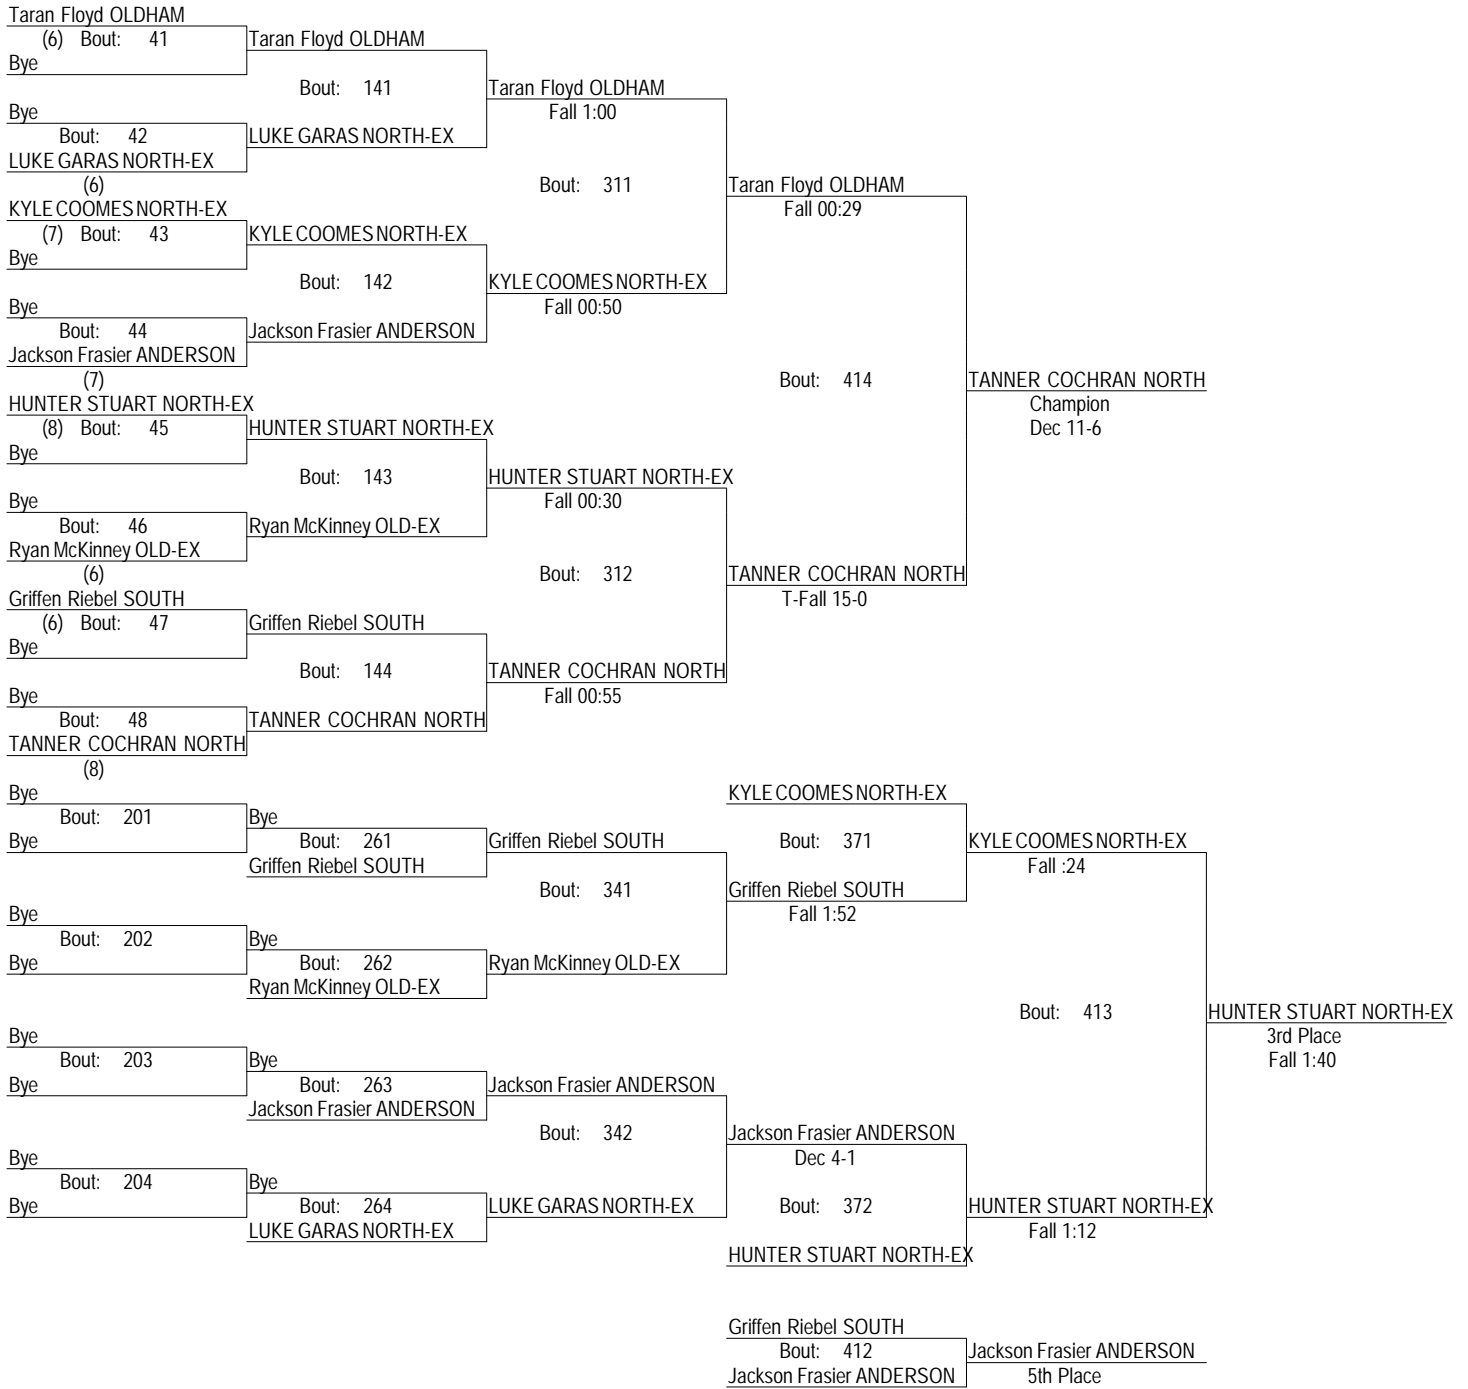 Taran Floyd OLDHAM
(6) Bout: 41 Taran Floyd OLDHAM
Bye
Bout: 141 Taran Floyd OLDHAM
Bye Fall 1:00
Bout: 42 LUKE GARAS NORTH-EX
LUKE GARAS NORTH-EX
(6) Bout: 311 Taran Floyd OLDHAM
KYLE COOMES NORTH-EX Fall 00:29
(7) Bout: 43 KYLE COOMES NORTH-EX
Bye
Bout: 142 KYLE COOMES NORTH-EX
Bye Fall 00:50
Bout: 44 Jackson Frasier ANDERSON
Jackson Frasier ANDERSON
(7) Bout: 414 TANNER COCHRAN NORTH
HUNTER STUART NORTH-EX Champion
(8) Bout: 45 HUNTER STUART NORTH-EX Dec 11-6
Bye
Bout: 143 HUNTER STUART NORTH-EX
Bye Fall 00:30
Bout: 46 Ryan McKinney OLD-EX
Ryan McKinney OLD-EX
(6) Bout: 312 TANNER COCHRAN NORTH
Griffen Riebel SOUTH T-Fall 15-0
(6) Bout: 47 Griffen Riebel SOUTH
Bye
Bout: 144 TANNER COCHRAN NORTH
Bye Fall 00:55
Bout: 48 TANNER COCHRAN NORTH
TANNER COCHRAN NORTH
(8)
Bye KYLE COOMES NORTH-EX
Bout: 201 Bye
Bye Bout: 261 Griffen Riebel SOUTH Bout: 371 KYLE COOMES NORTH-EX
Griffen Riebel SOUTH Fall :24
Bout: 341 Griffen Riebel SOUTH
Bye Fall 1:52
Bout: 202 Bye
Bye Bout: 262 Ryan McKinney OLD-EX
Ryan McKinney OLD-EX
Bout: 413 HUNTER STUART NORTH-EX
Bye 3rd Place
Bout: 203 Bye Fall 1:40
Bye Bout: 263 Jackson Frasier ANDERSON
Jackson Frasier ANDERSON
Bout: 342 Jackson Frasier ANDERSON
Bye Dec 4-1
Bout: 204 Bye
Bye Bout: 264 LUKE GARAS NORTH-EX Bout: 372 HUNTER STUART NORTH-EX
LUKE GARAS NORTH-EX Fall 1:12
HUNTER STUART NORTH-EX
Griffen Riebel SOUTH
Bout: 412 Jackson Frasier ANDERSON
Jackson Frasier ANDERSON 5th Place